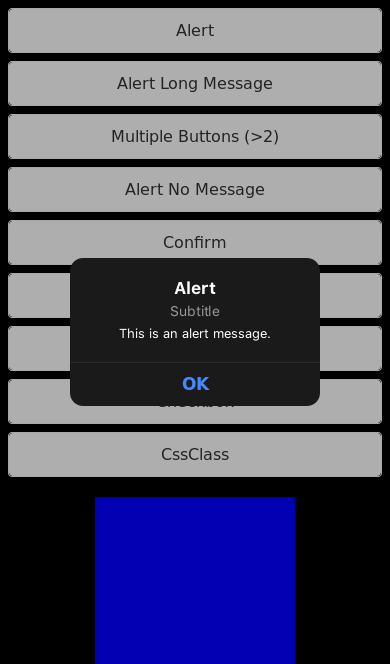 Alert
Alert Long Message
Multiple Buttons (>2)
Alert No Message
Confirm
Alert
Subtitle
This is an alert message.
OK
CssClass